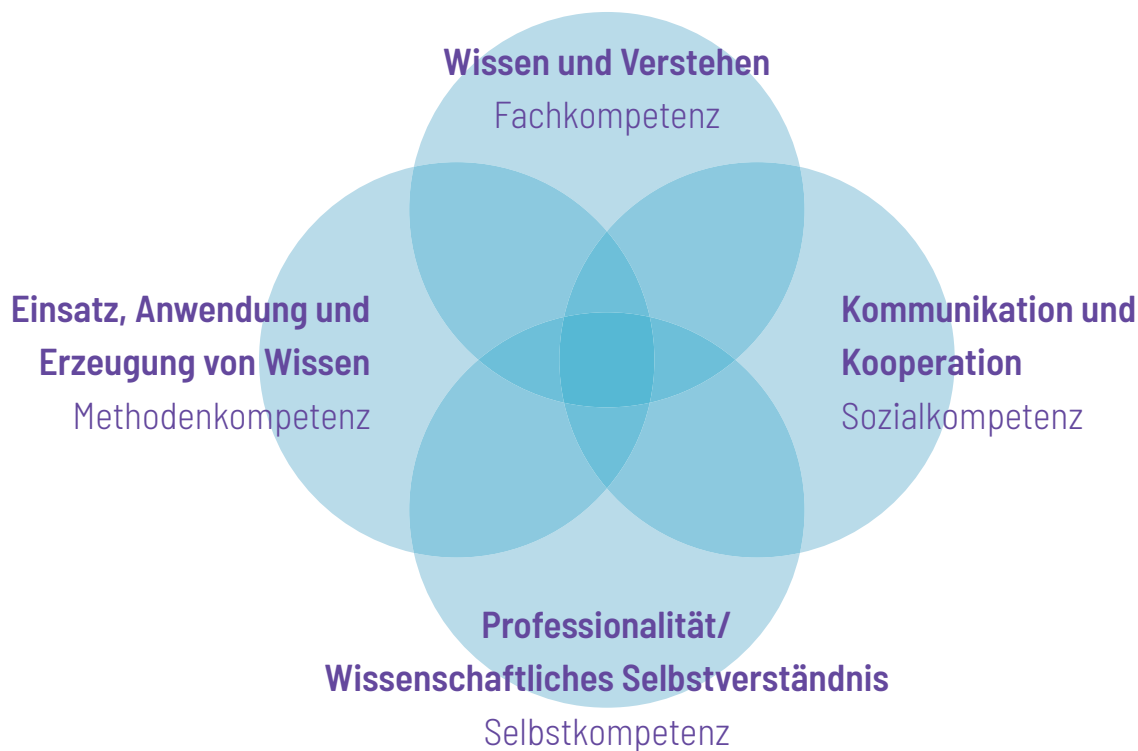 Wissen und Verstehen
Fachkompetenz
Einsatz, Anwendung und
Erzeugung von Wissen
Methodenkompetenz
Kommunikation und
Kooperation
Sozialkompetenz
Professionalität/
Wissenschaftliches Selbstverständnis
Selbstkompetenz